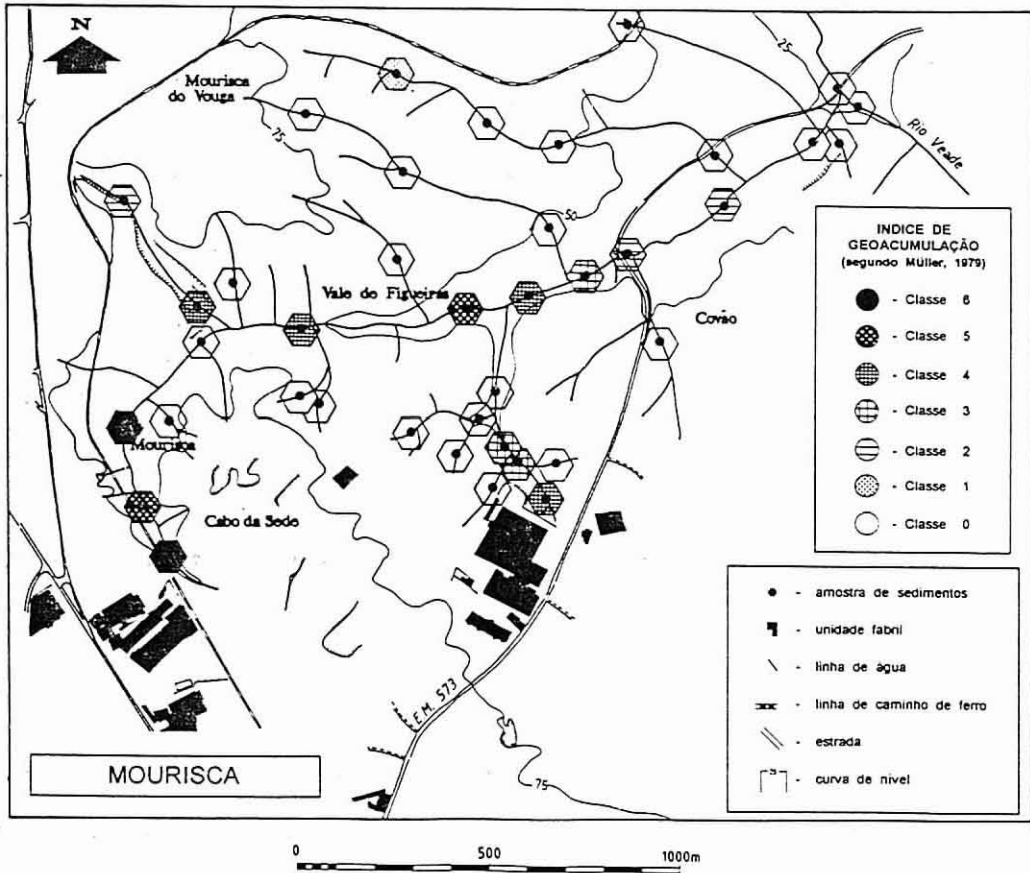 N
Mourisca
do Vouga
75
25
Rio Veade
50
Vale do Figueiras
Covão
Mourisca
Cabo da Sede
E.M. 573
75
INDICE DE
GEOACUMULAÇÃO
(segundo Müller, 1979)
- Classe 6
- Classe 5
- Classe 4
- Classe 3
- Classe 2
- Classe 1
- Classe 0
- amostra de sedimentos
- unidade fabril
- linha de água
- linha de caminho de ferro
- estrada
- curva de nível
MOURISCA
0 500 1000m